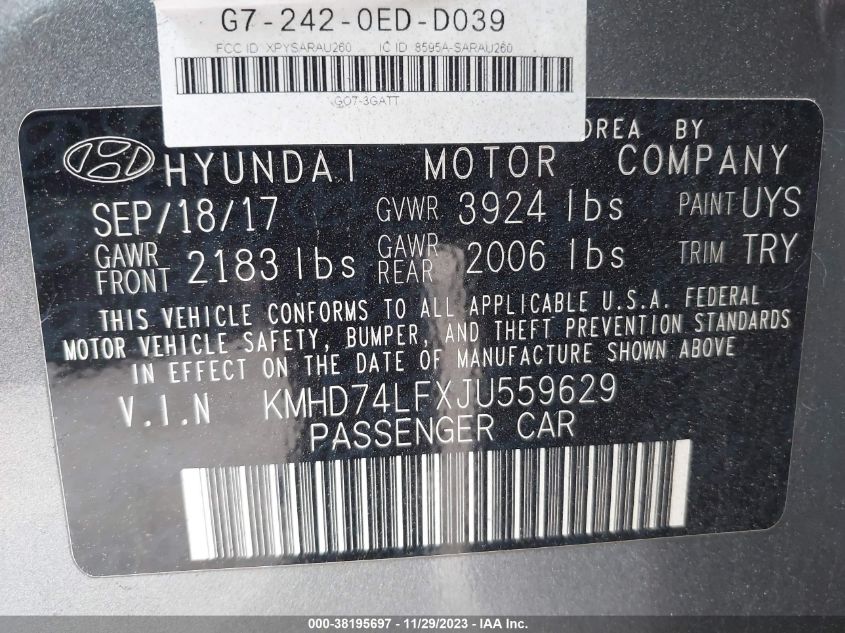 G7-242-0ED-D039
FCC ID XPYSARAU260 IC ID 8595A-SARAU260
GO7-3GATT
OREA BY
HYUNDAI MOTOR COMPANY
SEP/18/17 GVWR 3924 lbs PAINT UYS
GAWR FRONT 2183 lbs GAWR REAR 2006 lbs TRIM TRY
THIS VEHICLE CONFORMS TO ALL APPLICABLE U.S.A. FEDERAL
MOTOR VEHICLE SAFETY, BUMPER, AND THEFT PREVENTION STANDARDS
IN EFFECT ON THE DATE OF MANUFACTURE SHOWN ABOVE
V.I.N KMHD74LFXJU559629
PASSENGER CAR
000-38195697 - 11/29/2023 - IAA Inc.